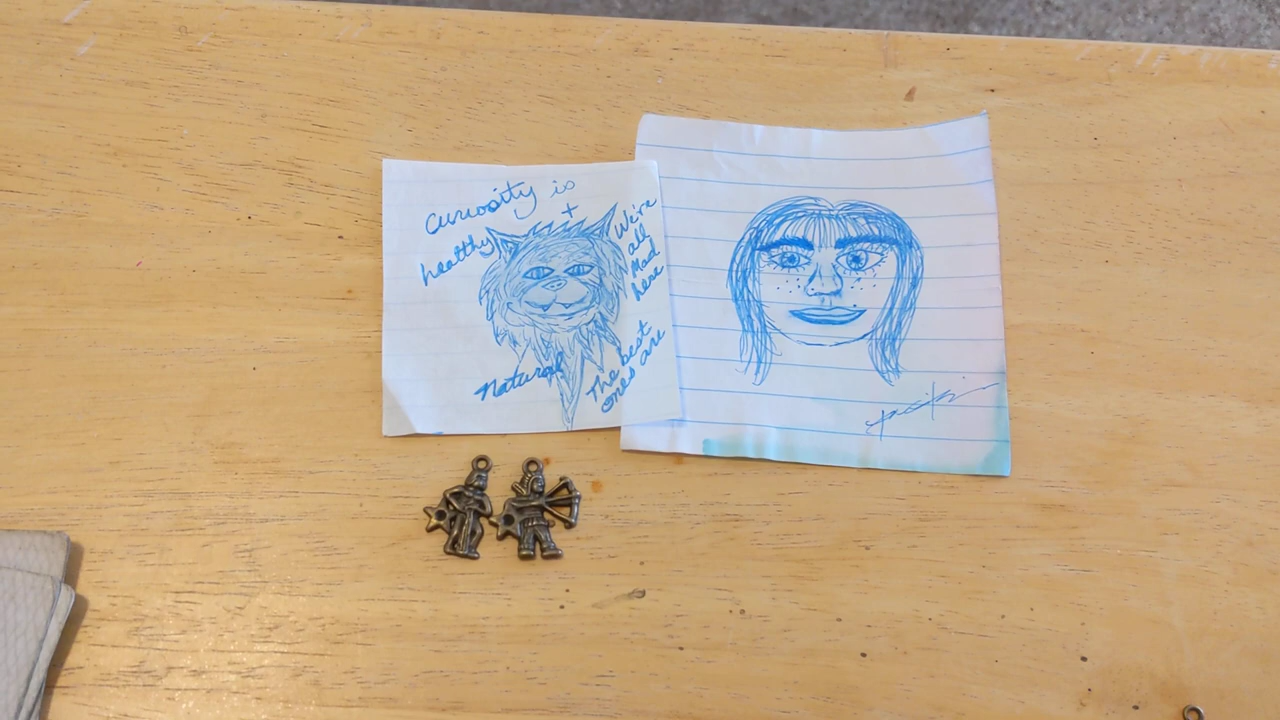 curiosity is
healthy +
Natural
We're
all
Mad
here
The best
ones are